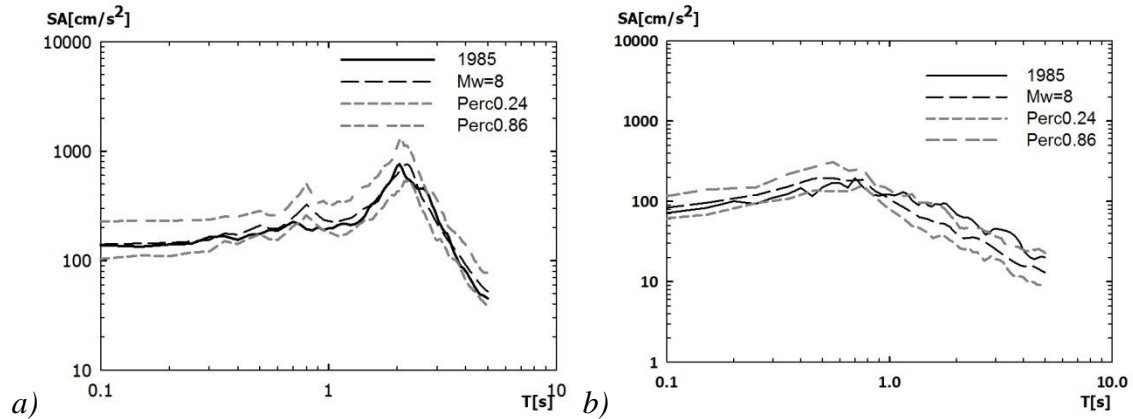 SA[cm/s²]
10000
1985
Mw=8
Perc0.24
Perc0.86
1000
100
10
0.1
1
10
T[s]
a)
SA[cm/s²]
10000
1985
Mw=8
Perc0.24
Perc0.86
1000
100
10
1
0.1
1.0
10.0
T[s]
b)